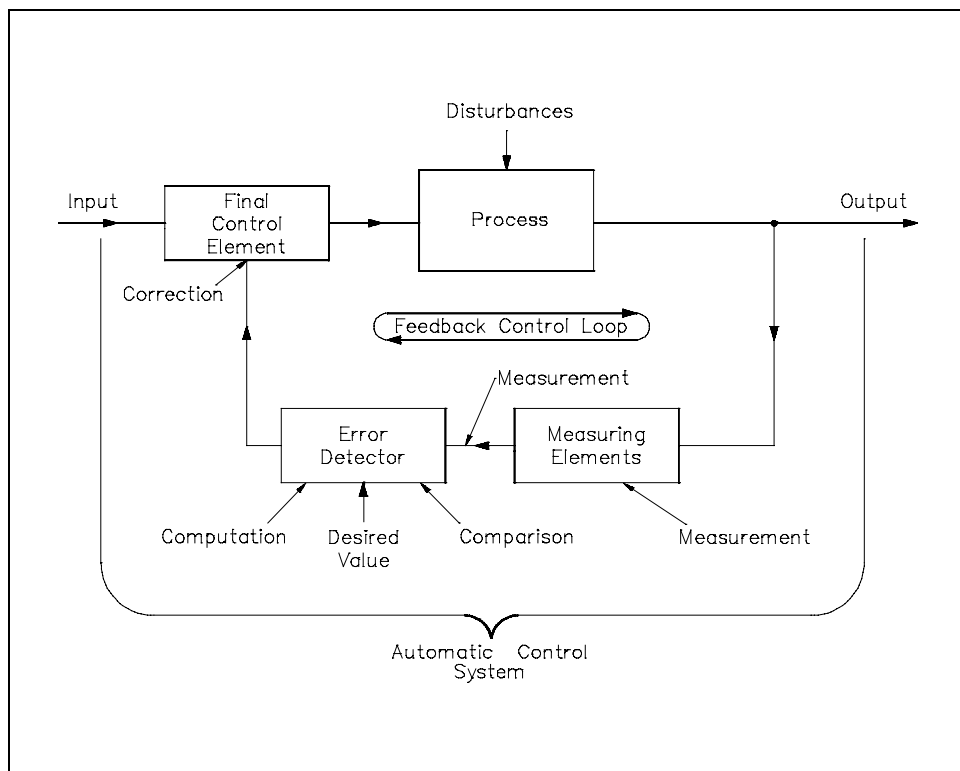 Disturbances
Input
Final
Control
Element
Process
Output
Correction
Feedback Control Loop
Measurement
Error
Detector
Measuring
Elements
Computation
Desired
Value
Comparison
Measurement
Automatic Control
System